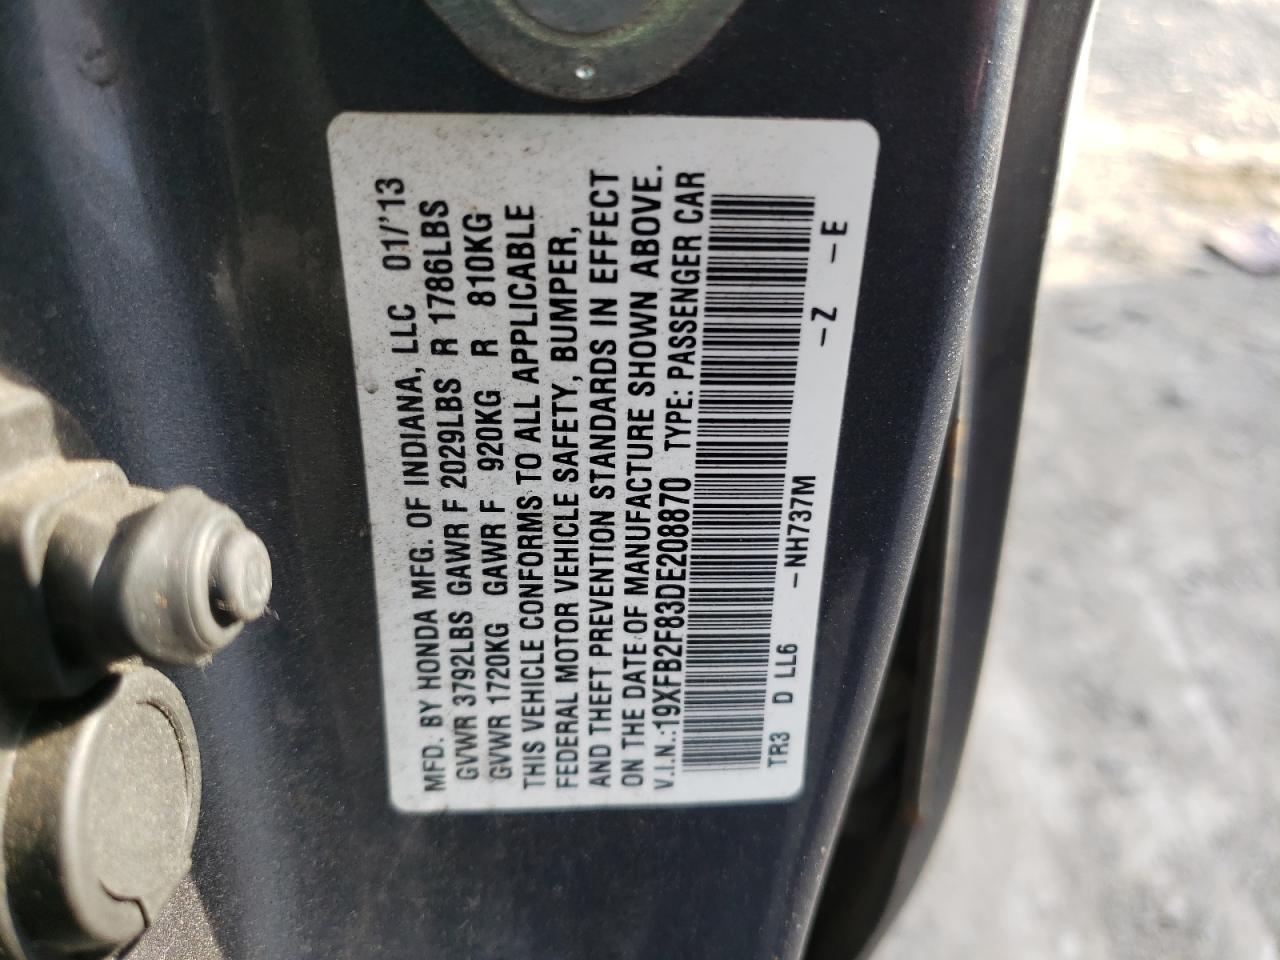 MFD. BY HONDA MFG. OF INDIANA, LLC 01/'13
GVWR 3792LBS GAWR F 2029LBS R 1786LBS
GVWR 1720KG GAWR F 920KG R 810KG
THIS VEHICLE CONFORMS TO ALL APPLICABLE
FEDERAL MOTOR VEHICLE SAFETY, BUMPER,
AND THEFT PREVENTION STANDARDS IN EFFECT
ON THE DATE OF MANUFACTURE SHOWN ABOVE.
V.I.N.:19XFB2F83DE208870 TYPE: PASSENGER CAR
TR3 D LL6 -NH737M -Z -E